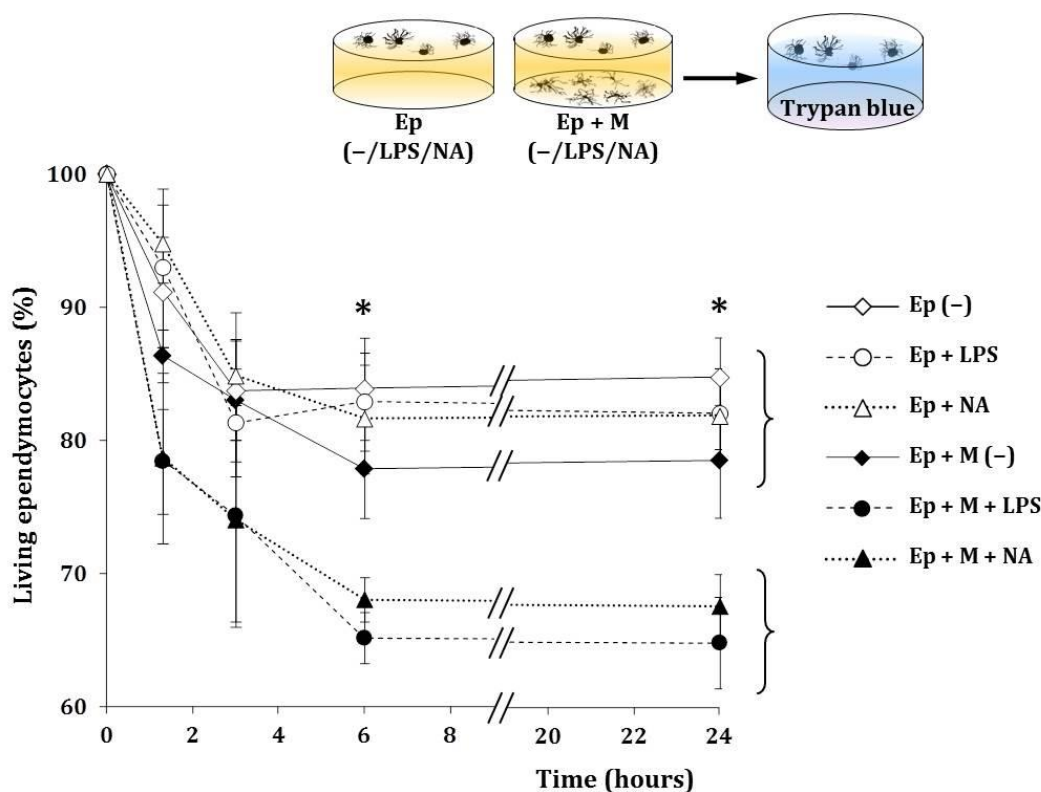 Ep
(−/LPS/NA)
Ep + M
(−/LPS/NA)
Trypan blue
Living ependymocytes (%)
100
90
80
70
60
*
*
0
2
4
6
8
20
22
24
Time (hours)
Ep (−)
Ep + LPS
Ep + NA
Ep + M (−)
Ep + M + LPS
Ep + M + NA